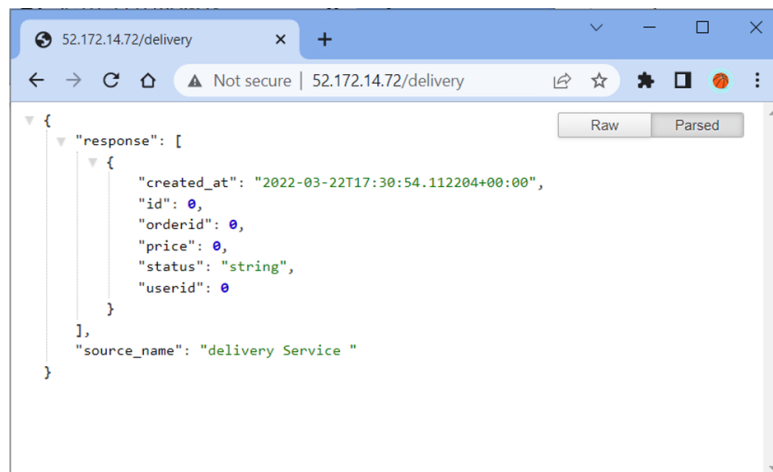 52.172.14.72/delivery
Not secure | 52.172.14.72/delivery
Raw Parsed
{
"response": [
{
"created_at": "2022-03-22T17:30:54.112204+00:00",
"id": 0,
"orderid": 0,
"price": 0,
"status": "string",
"userid": 0
}
],
"source_name": "delivery Service "
}